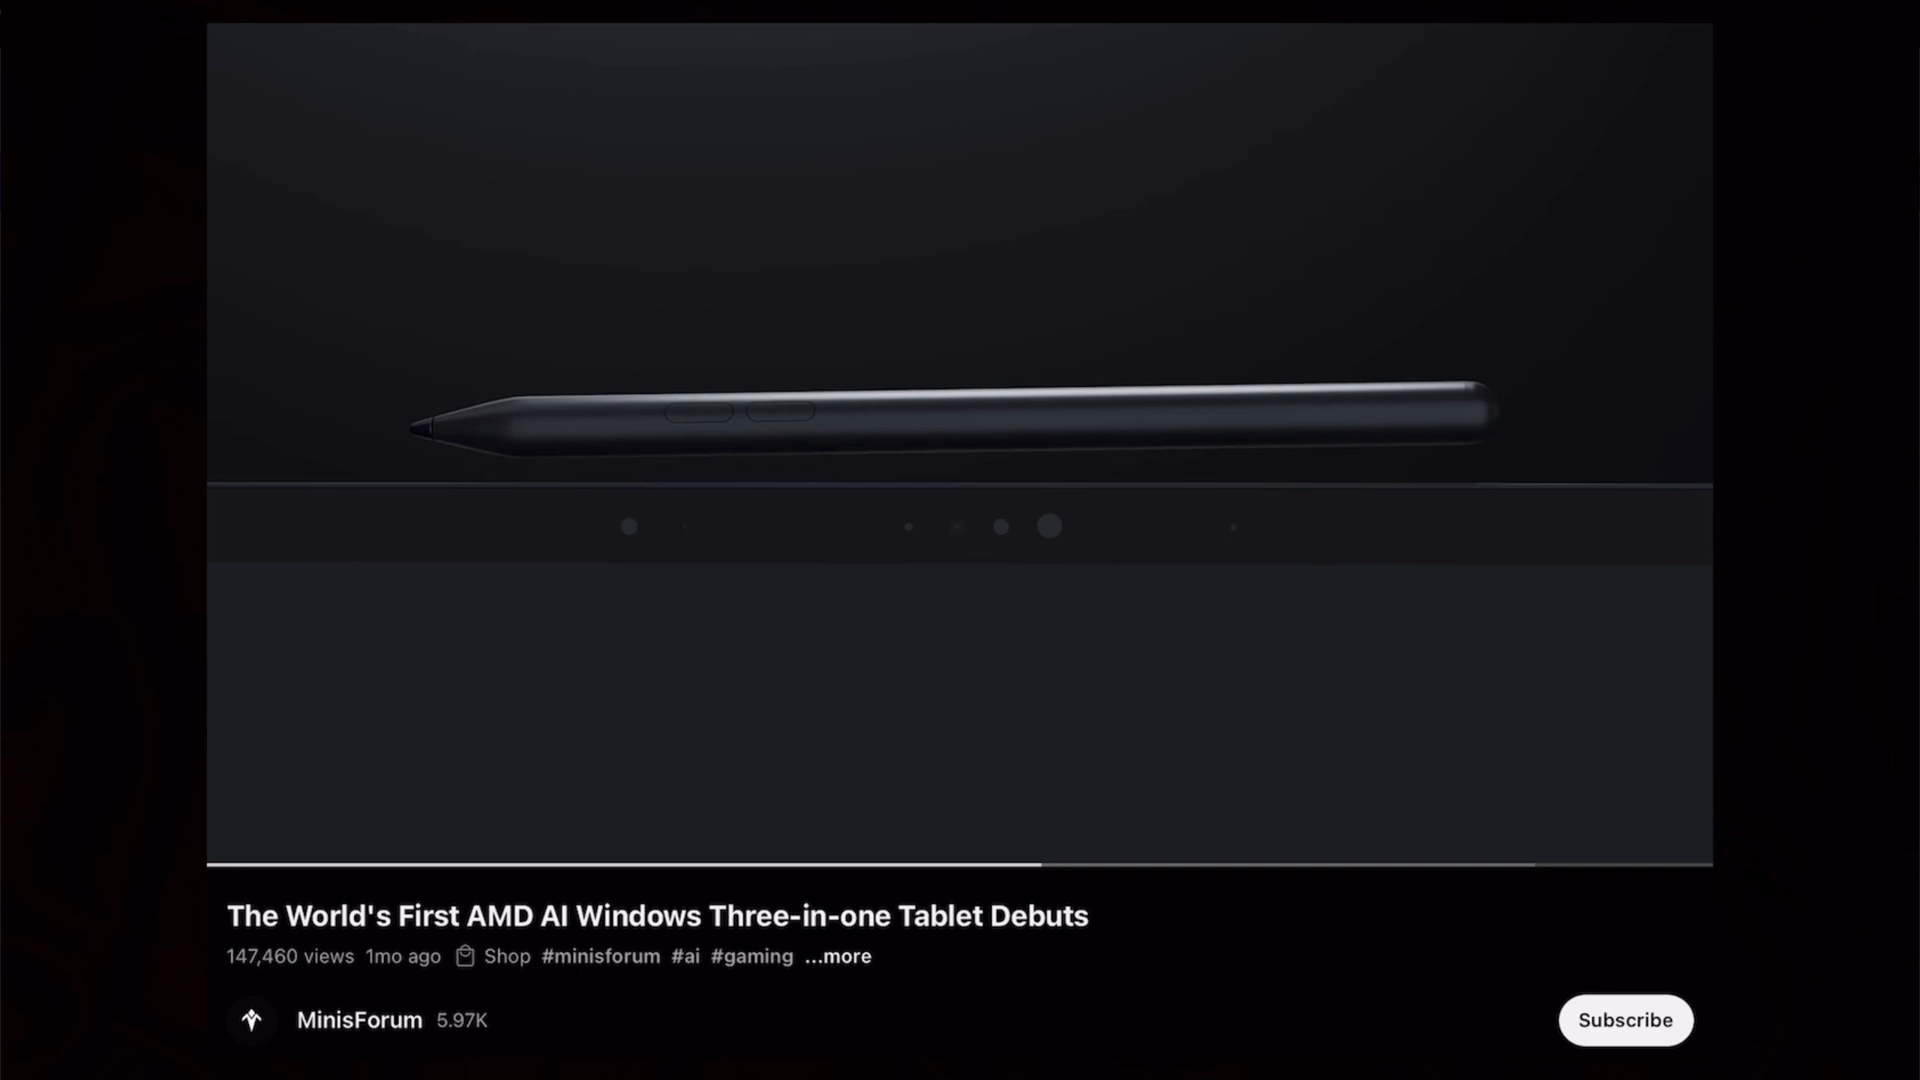 The World's First AMD AI Windows Three-in-one Tablet Debuts
147,460 views 1mo ago Shop #minisforum #ai #gaming ...more
MinisForum 5.97K
Subscribe